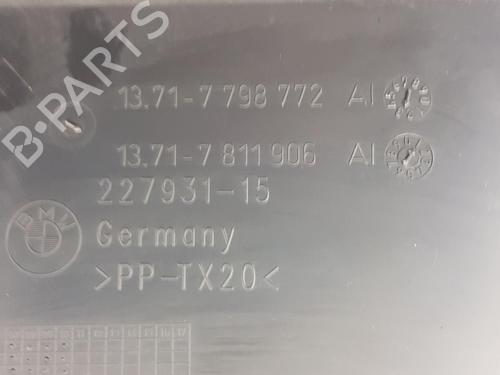 B-PARTS
13.71-7 798 772 AI
13.71-7 811 906 AI
227931-15
BMW
Germany
>PP-TX20<